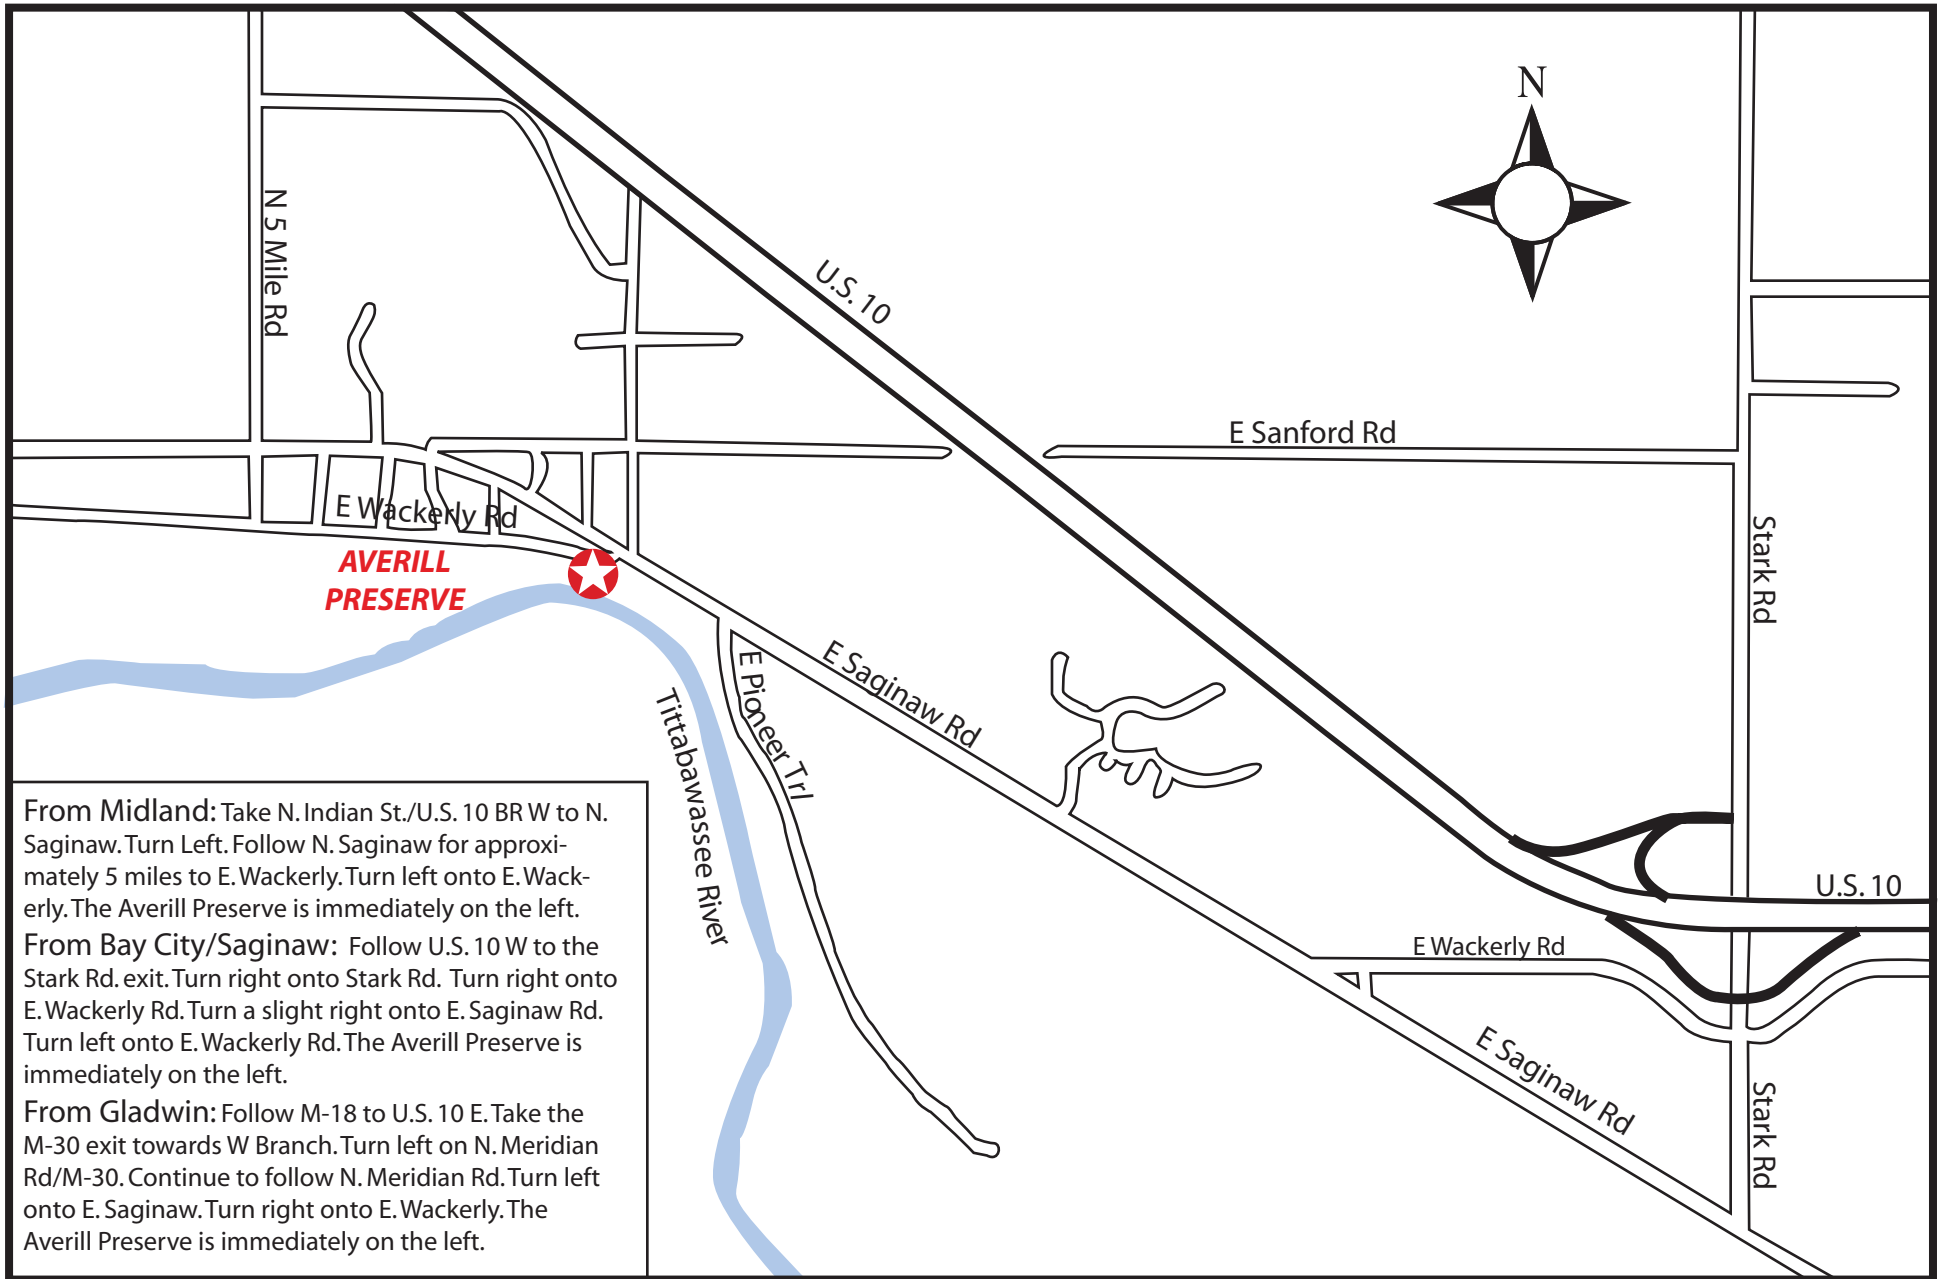 N
N 5 Mile Rd
U.S. 10
E Sanford Rd
E Wackerly Rd
AVERILL
PRESERVE
Stark Rd
E Saginaw Rd
E Pioneer Trl
Tittabawassee River
U.S. 10
E Wackerly Rd
E Saginaw Rd
Stark Rd
From Midland: Take N. Indian St./U.S. 10 BR W to N.
Saginaw. Turn Left. Follow N. Saginaw for approxi-
mately 5 miles to E. Wackerly. Turn left onto E. Wack-
erly. The Averill Preserve is immediately on the left.
From Bay City/Saginaw: Follow U.S. 10 W to the
Stark Rd. exit. Turn right onto Stark Rd. Turn right onto
E. Wackerly Rd. Turn a slight right onto E. Saginaw Rd.
Turn left onto E. Wackerly Rd. The Averill Preserve is
immediately on the left.
From Gladwin: Follow M-18 to U.S. 10 E. Take the
M-30 exit towards W Branch. Turn left on N. Meridian
Rd/M-30. Continue to follow N. Meridian Rd. Turn left
onto E. Saginaw. Turn right onto E. Wackerly. The
Averill Preserve is immediately on the left.